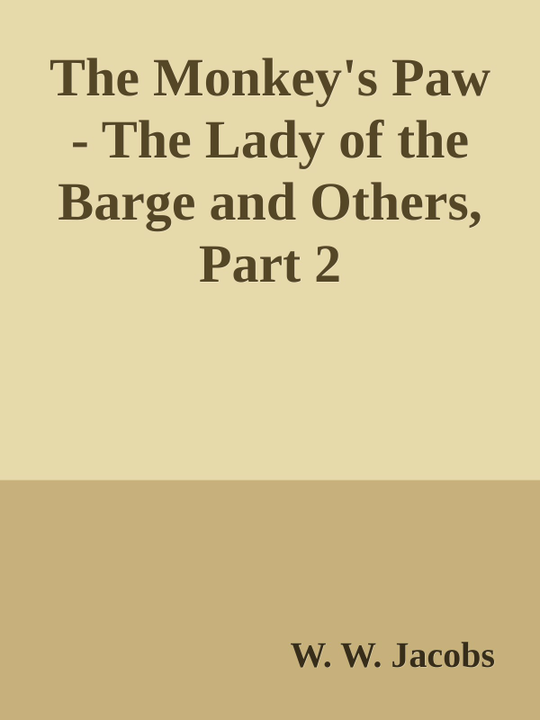 The Monkey's Paw
- The Lady of the
Barge and Others,
Part 2
W. W. Jacobs